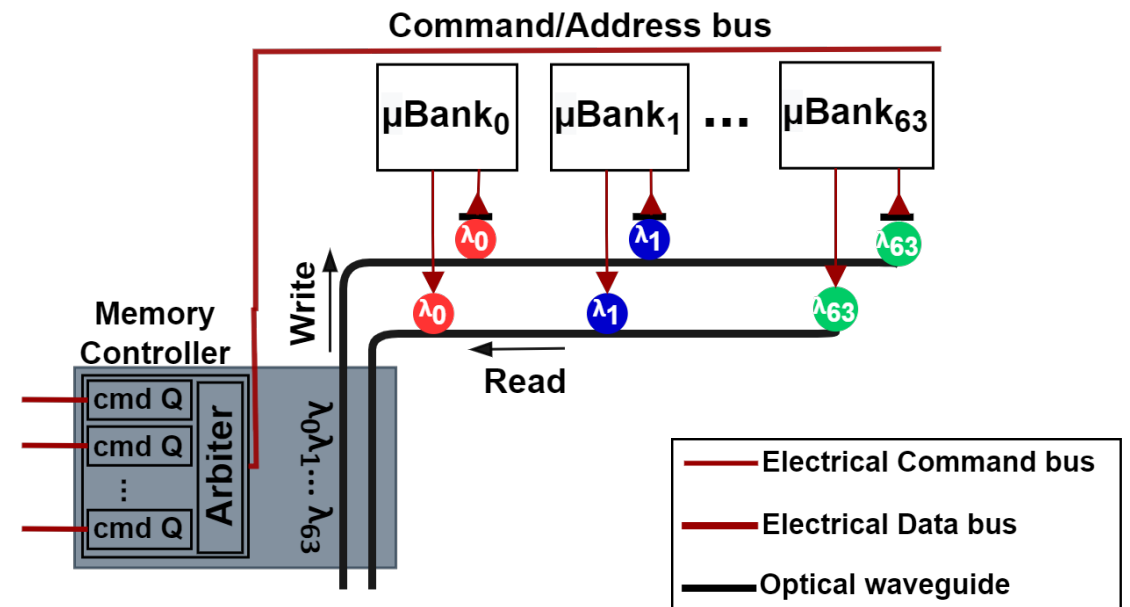 Command/Address bus
µBank₀ µBank₁ ... µBank₆₃
λ₀ λ₁ λ₆₃
λ₀ λ₁ λ₆₃
Write
Read
Memory
Controller
cmd Q
cmd Q
...
cmd Q
Arbiter
λ₀λ₁... λ₆₃
Electrical Command bus
Electrical Data bus
Optical waveguide